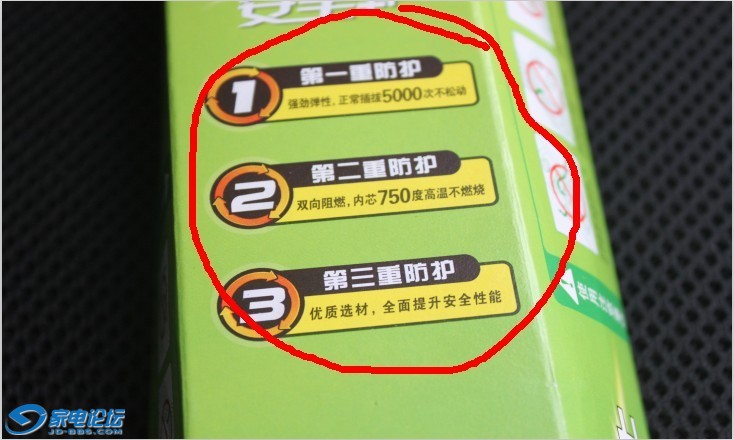 1
第一重防护
强劲弹性,正常插拔5000次不松动
2
第二重防护
双向阻燃,内芯750度高温不燃烧
3
第三重防护
优质选材,全面提升安全性能
家电论坛
JD-BBS.COM